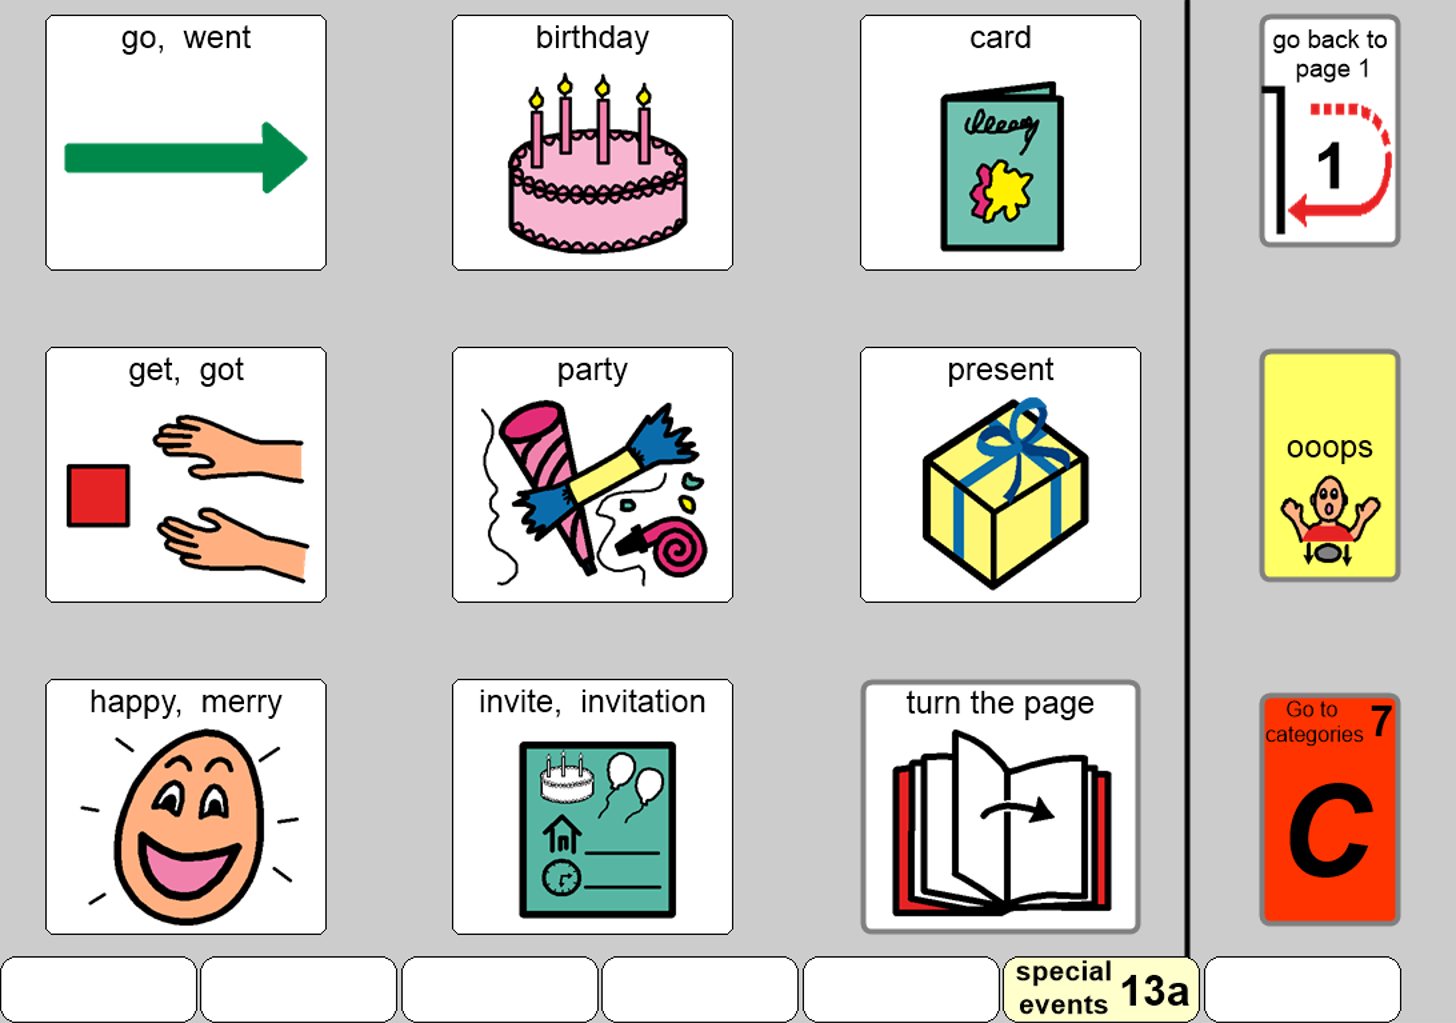 go, went
birthday
card
go back to
page 1
1
get, got
party
present
ooops
happy, merry
invite, invitation
turn the page
Go to
categories 7
C
special
events 13a